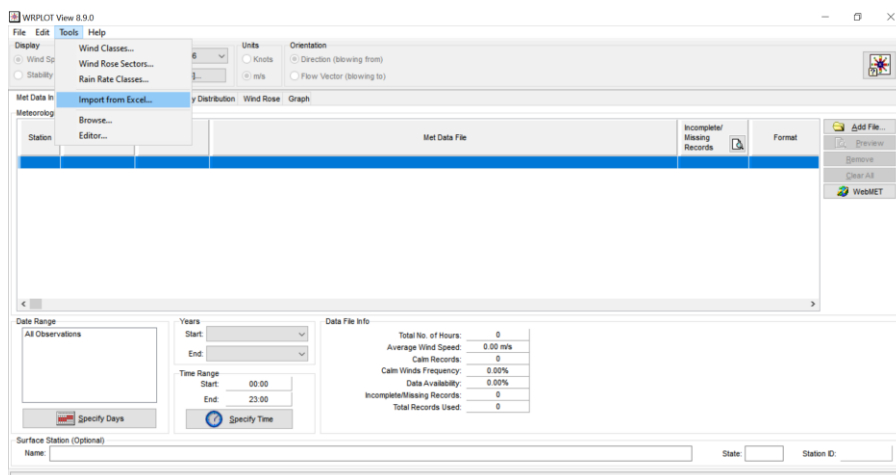 WRPLOT View 8.9.0
File Edit Tools Help
Display
Wind Sp
Stability
Wind Classes...
Wind Rose Sectors...
Rain Rate Classes...
Import from Excel...
Browse...
Editor...
6
Units
Knots
m/s
Orientation
Direction (blowing from)
Flow Vector (blowing to)
Met Data In
y Distribution Wind Rose Graph
Meteorolog
Station
Met Data File
Incomplete/
Missing
Records
Format
Add File...
Preview
Remove
Clear All
WebMET
Date Range
All Observations
Specify Days
Years
Start:
End:
Time Range
Start: 00:00
End: 23:00
Specify Time
Data File Info
Total No. of Hours: 0
Average Wind Speed: 0.00 m/s
Calm Records: 0
Calm Winds Frequency: 0.00%
Data Availability: 0.00%
Incomplete/Missing Records: 0
Total Records Used: 0
Surface Station (Optional)
Name: State: Station ID: